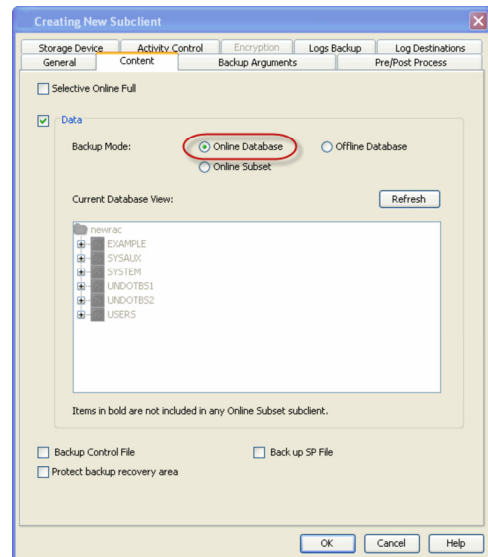 Creating New Subclient
Storage Device Activity Control Encryption Logs Backup Log Destinations
General Content Backup Arguments Pre/Post Process
Selective Online Full
Data
Backup Mode: Online Database Offline Database
Online Subset
Current Database View: Refresh
newrac
EXAMPLE
SYSAUX
SYSTEM
UNDOTBS1
UNDOTBS2
USERS
Items in bold are not included in any Online Subset subclient.
Backup Control File Back up SP File
Protect backup recovery area
OK Cancel Help